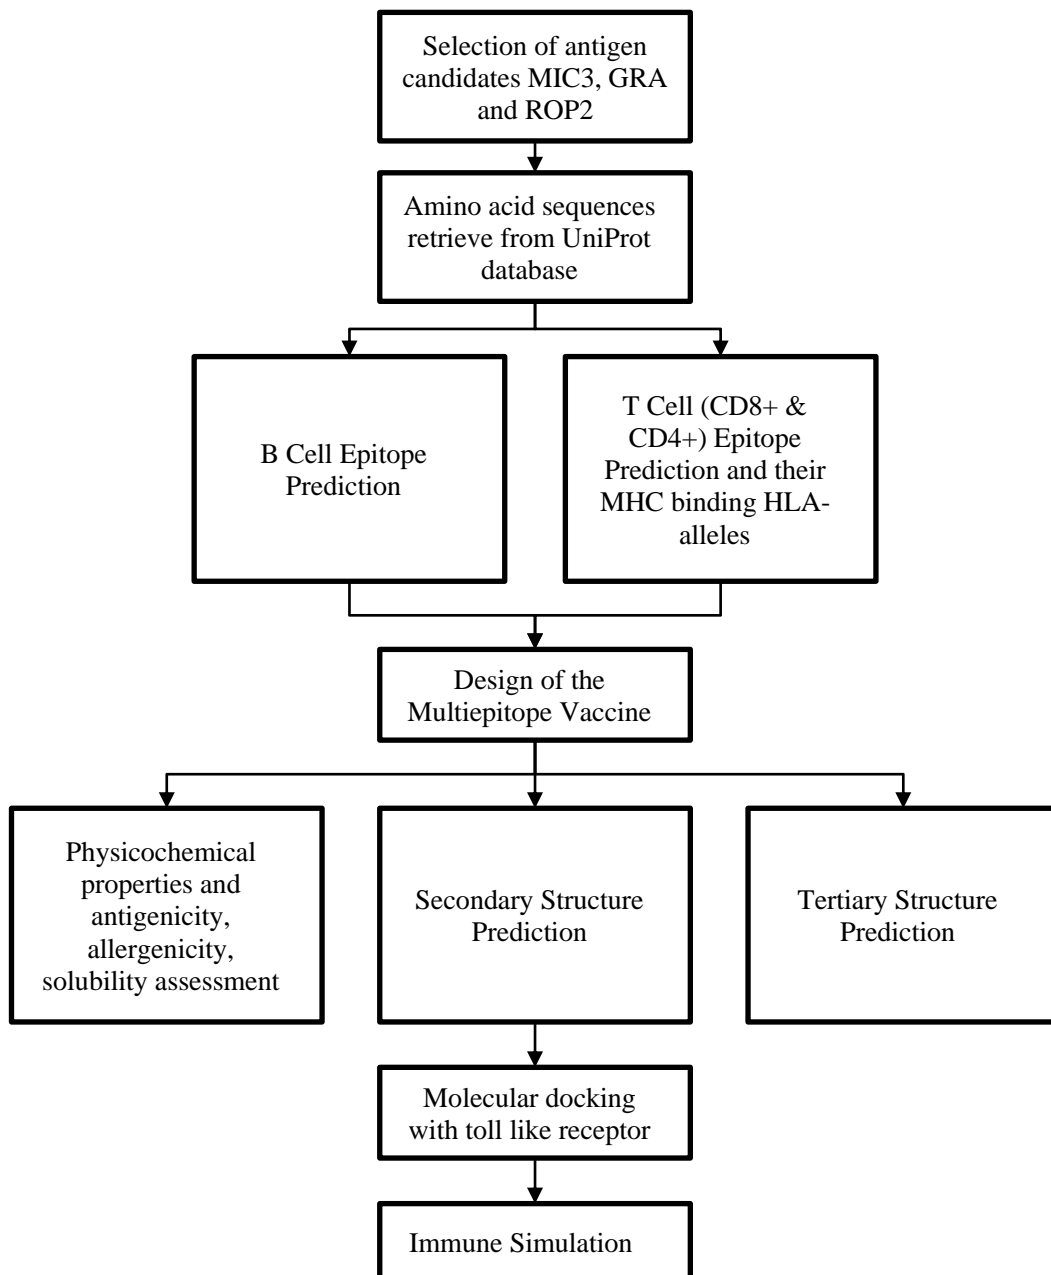 Selection of antigen
candidates MIC3, GRA
and ROP2
Amino acid sequences
retrieve from UniProt
database
B Cell Epitope
Prediction
T Cell (CD8+ &
CD4+) Epitope
Prediction and their
MHC binding HLA-
alleles
Design of the
Multiepitope Vaccine
Physicochemical
properties and
antigenicity,
allergenicity,
solubility assessment
Secondary Structure
Prediction
Tertiary Structure
Prediction
Molecular docking
with toll like receptor
Immune Simulation